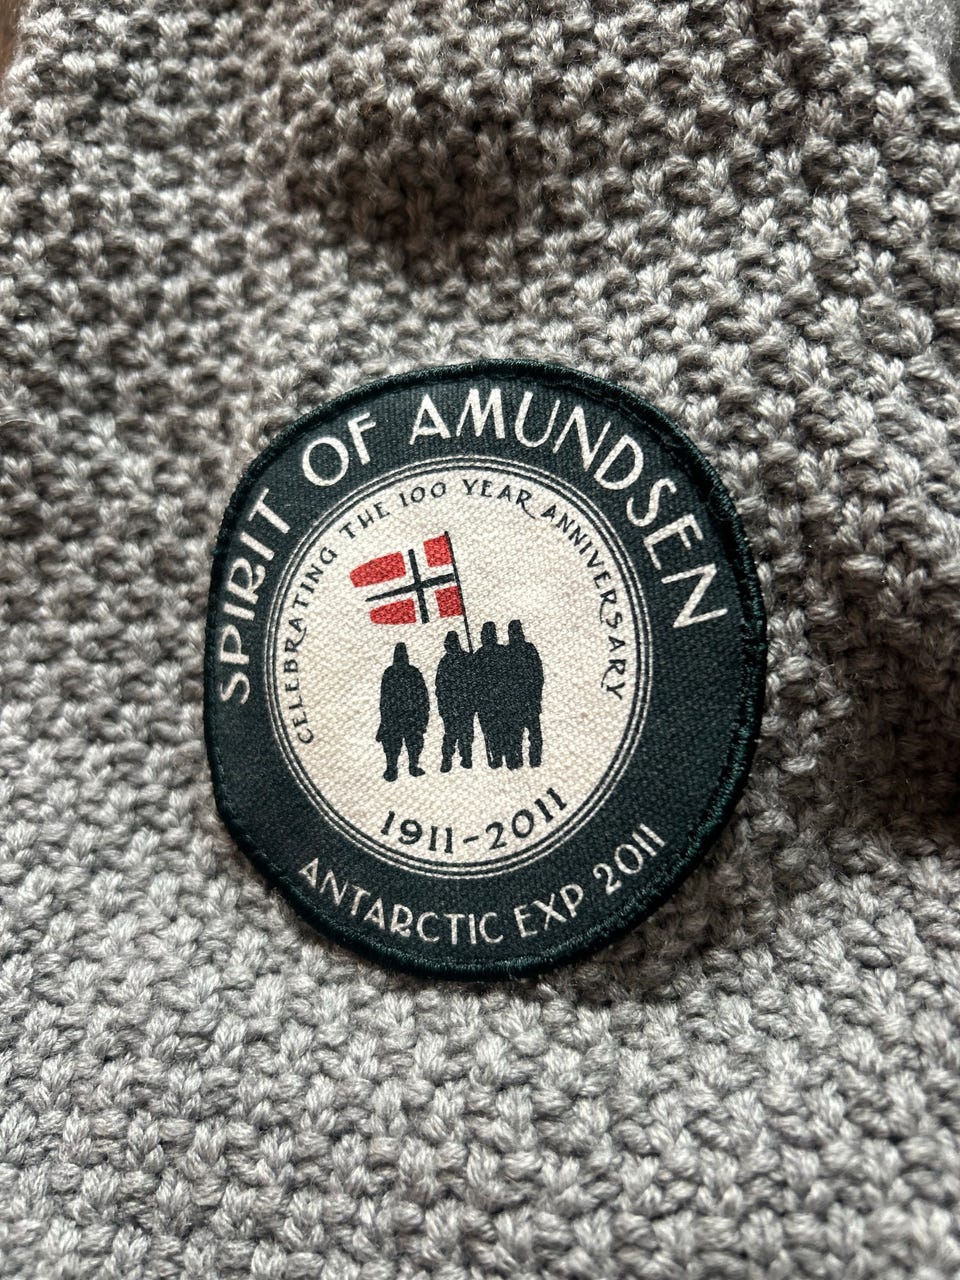 SPIRIT OF AMUNDSEN
CELEBRATING THE 100 YEAR ANNIVERSARY
1911-2011
ANTARCTIC EXP 2011